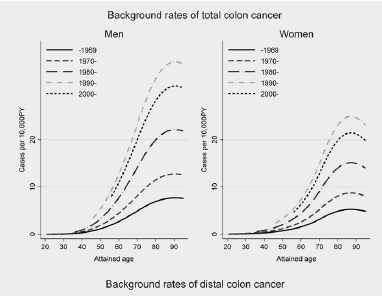 Background rates of total colon cancer
Men
Women
-1969
1970-
1980-
1990-
2000-
-1969
1970-
1980-
1990-
2000-
Cases per 10,000PY
0
10
20
Cases per 10,000PY
0
10
20
20 30 40 50 60 70 80 90
20 30 40 50 60 70 80 90
Attained age
Attained age
Background rates of distal colon cancer